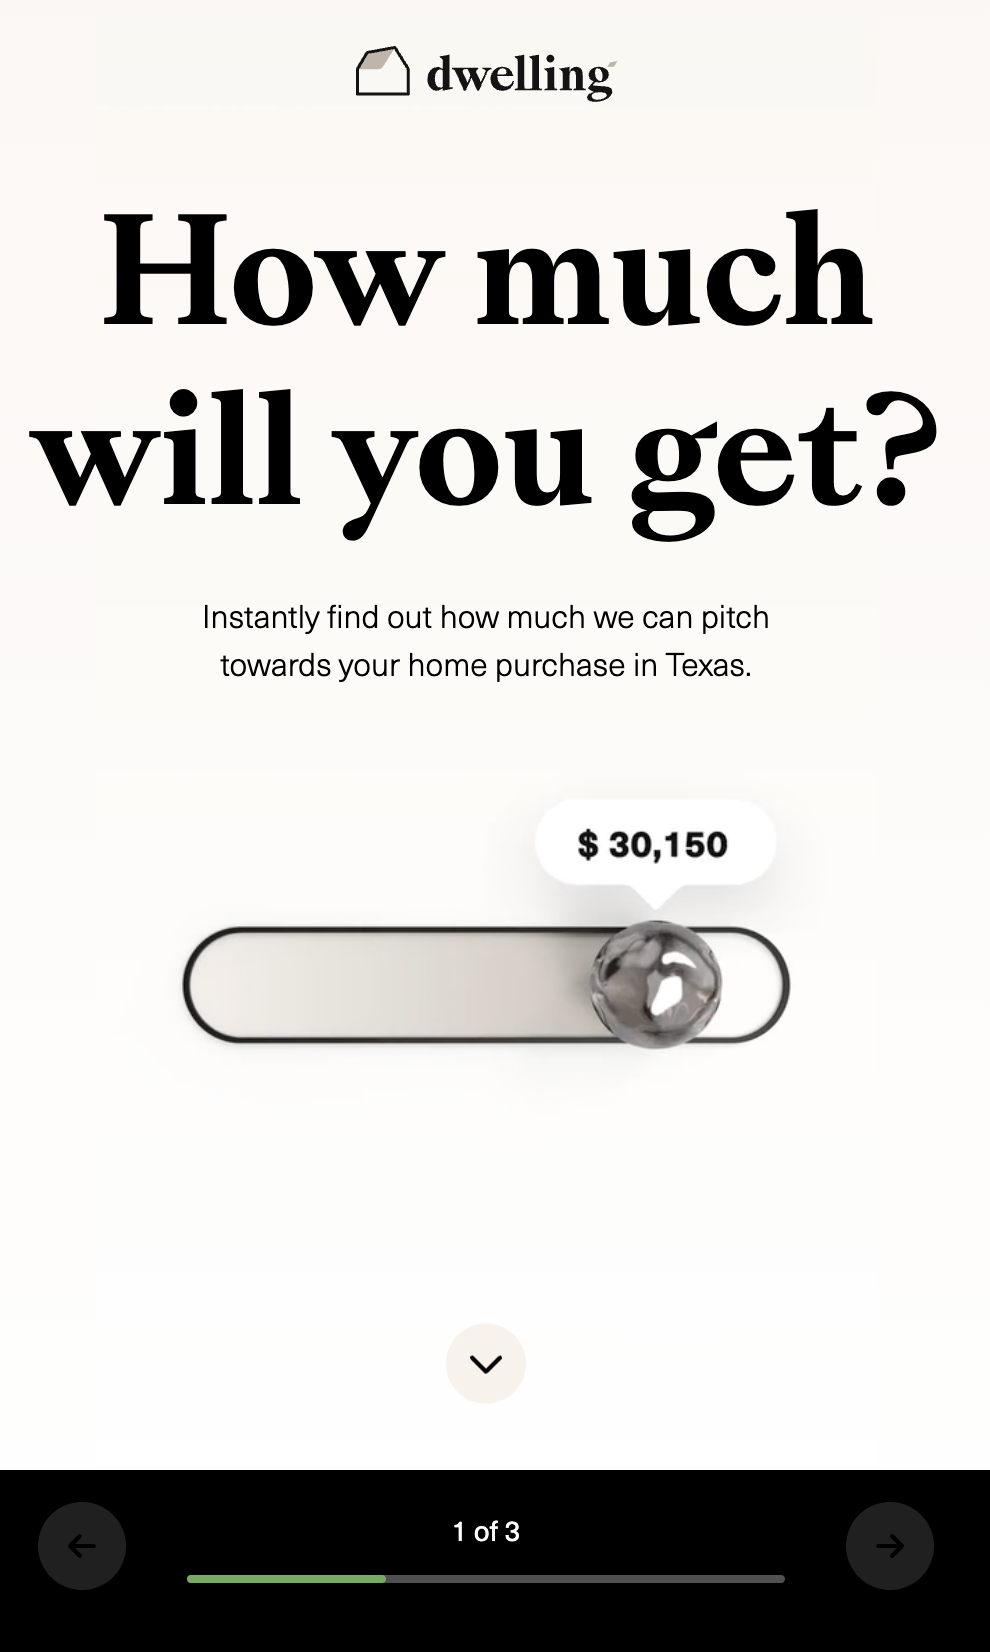 dwelling
How much
will you get?
Instantly find out how much we can pitch
towards your home purchase in Texas.
$ 30,150
1 of 3